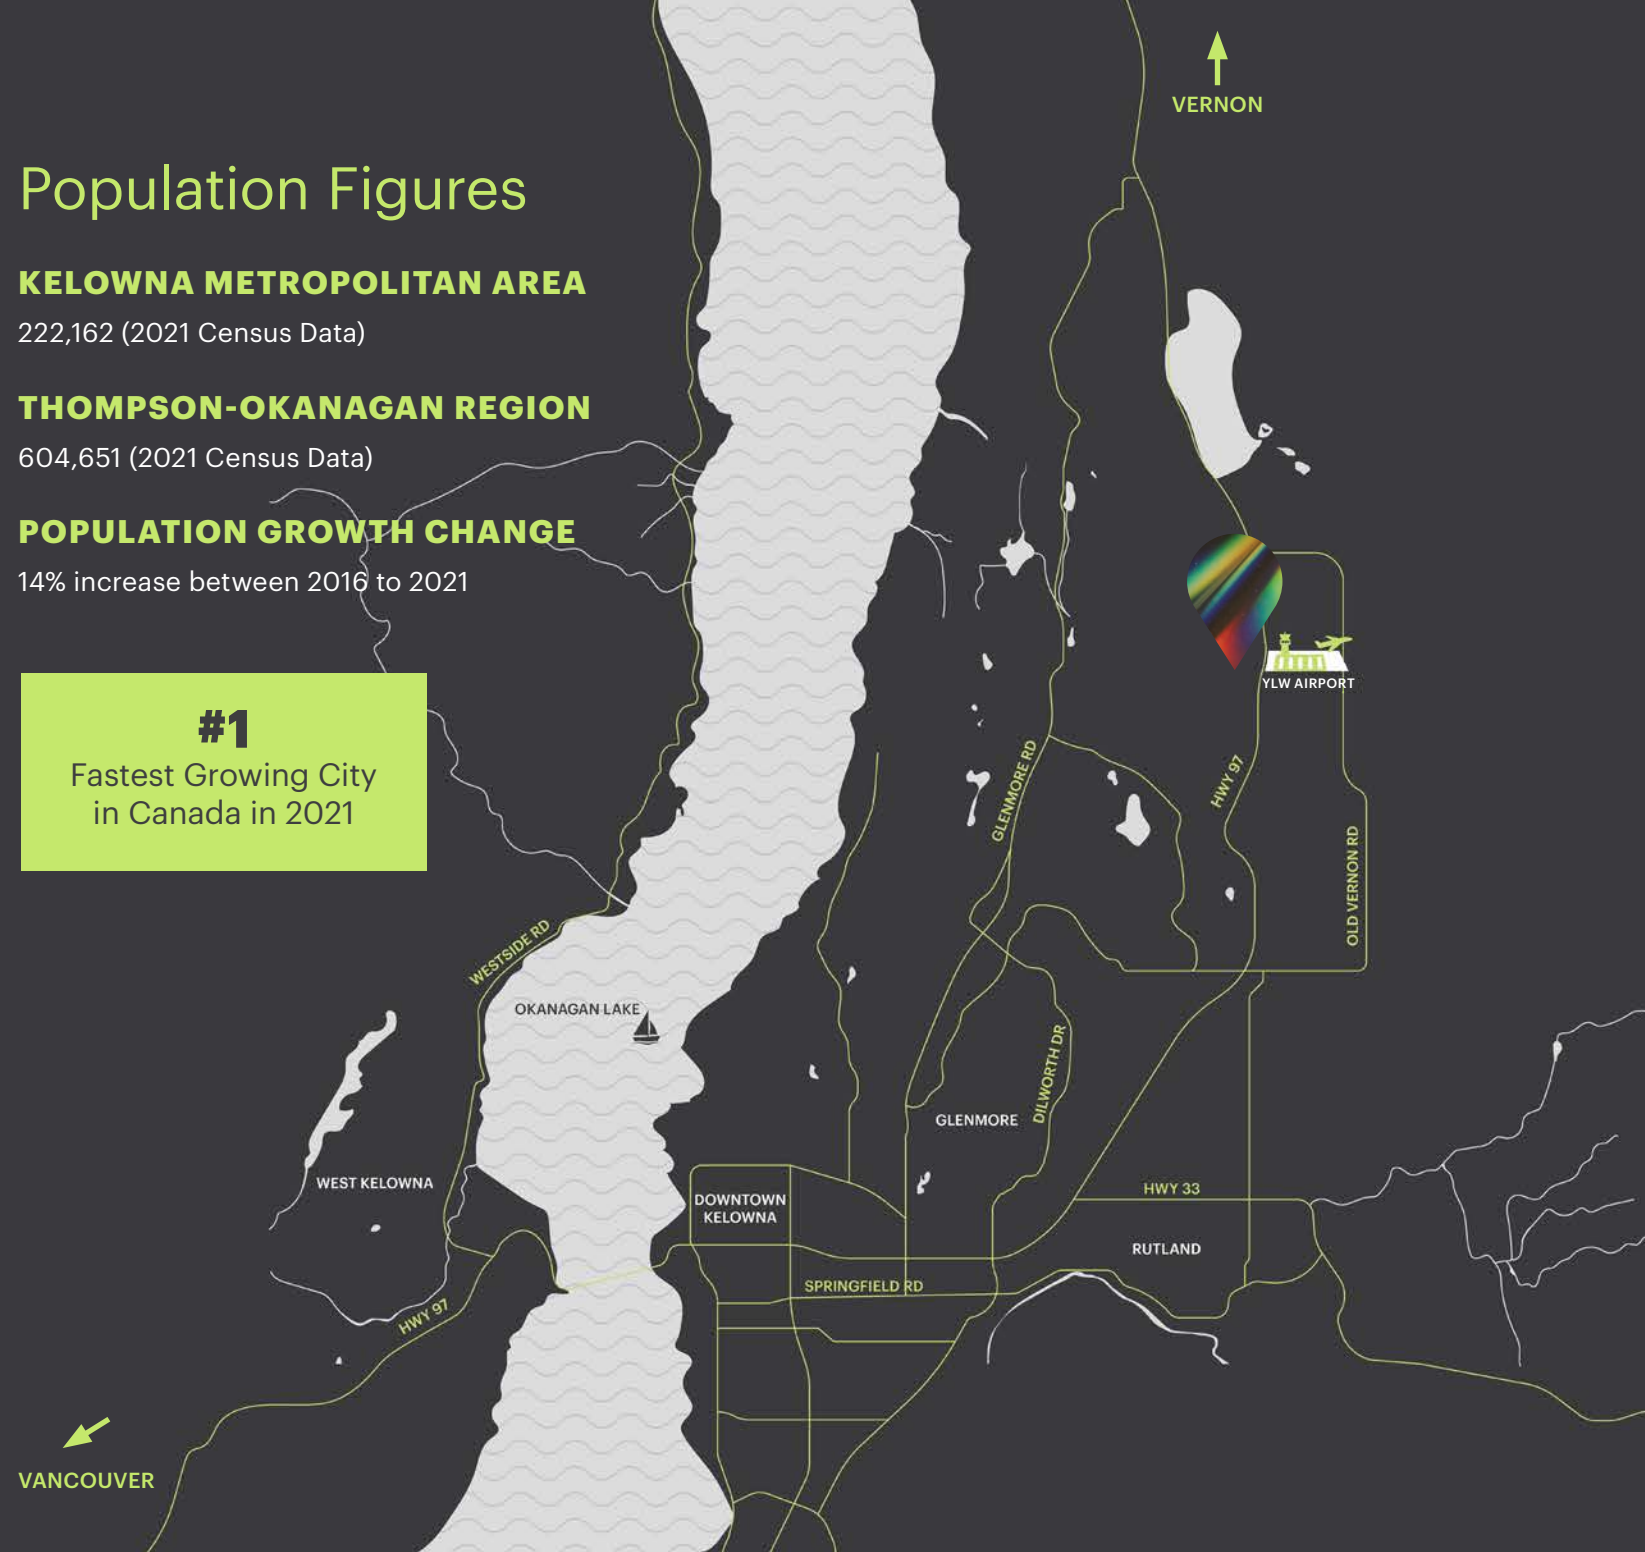 Population Figures
KELOWNA METROPOLITAN AREA
222,162 (2021 Census Data)
THOMPSON-OKANAGAN REGION
604,651 (2021 Census Data)
POPULATION GROWTH CHANGE
14% increase between 2016 to 2021
#1
Fastest Growing City
in Canada in 2021
VERNON
YLW AIRPORT
GLENMORE RD
HWY 97
OLD VERNON RD
WESTSIDE RD
OKANAGAN LAKE
DILWORTH DR
GLENMORE
WEST KELOWNA
DOWNTOWN
KELOWNA
HWY 33
RUTLAND
SPRINGFIELD RD
HWY 97
VANCOUVER